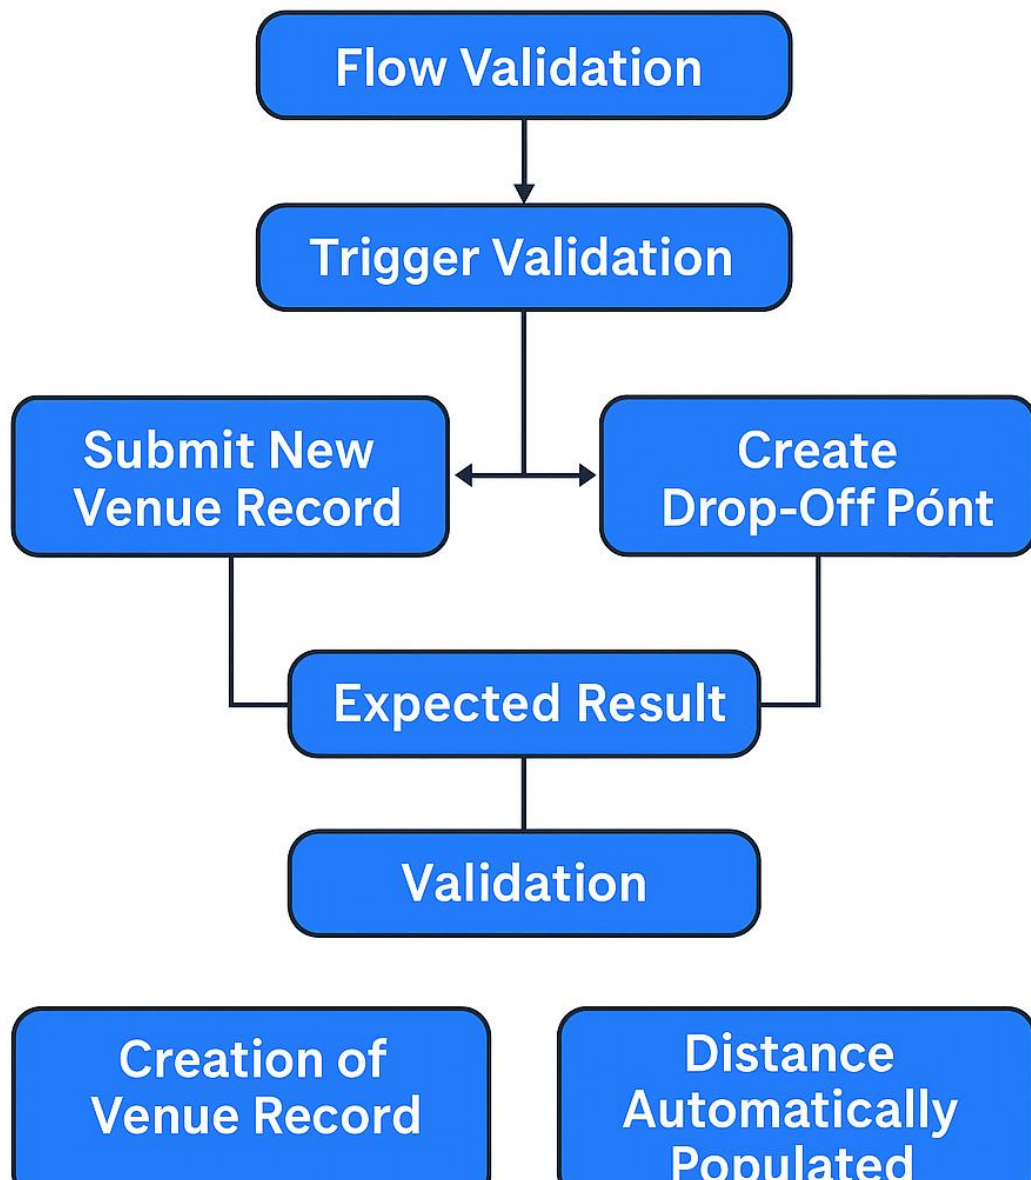 Flow Validation
Trigger Validation
Submit New
Venue Record
Create
Drop-Off Pónt
Expected Result
Validation
Creation of
Venue Record
Distance
Automatically
Populated